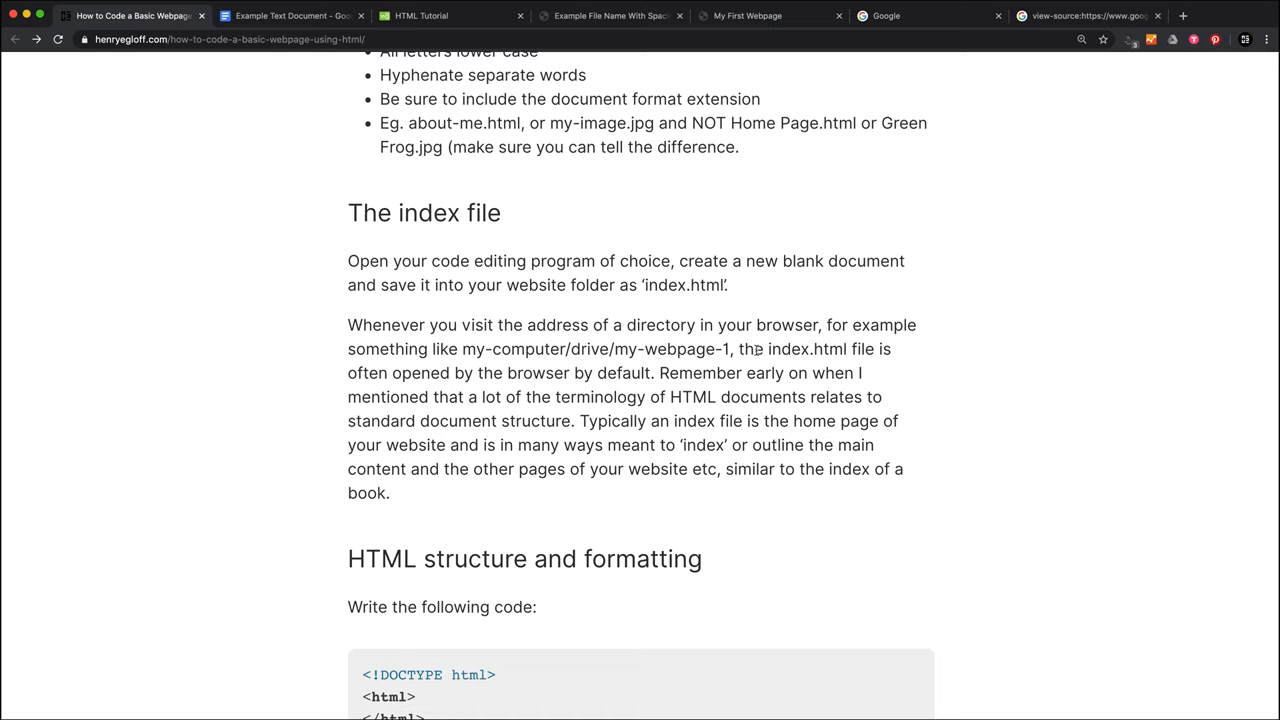 How to Code a Basic Webpage
Example Text Document - Goo
HTML Tutorial
Example File Name With Spac
My First Webpage
Google
view-source:https://www.goog
henryegloff.com/how-to-code-a-basic-webpage-using-html/
3
All letters lower case
Hyphenate separate words
Be sure to include the document format extension
Eg. about-me.html, or my-image.jpg and NOT Home Page.html or Green
Frog.jpg (make sure you can tell the difference.
The index file
Open your code editing program of choice, create a new blank document
and save it into your website folder as ‘index.html’.
Whenever you visit the address of a directory in your browser, for example
something like my-computer/drive/my-webpage-1, the index.html file is
often opened by the browser by default. Remember early on when I
mentioned that a lot of the terminology of HTML documents relates to
standard document structure. Typically an index file is the home page of
your website and is in many ways meant to ‘index’ or outline the main
content and the other pages of your website etc, similar to the index of a
book.
HTML structure and formatting
Write the following code:
<!DOCTYPE html>
<html>
</html>